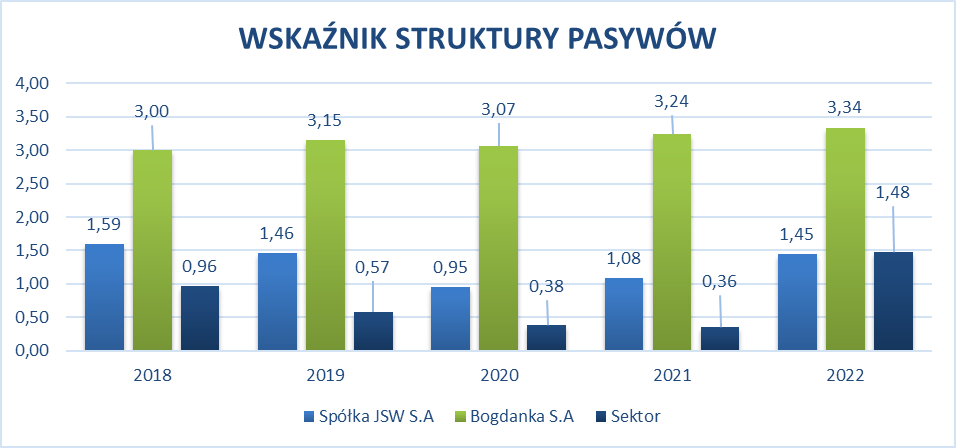 WSKAŹNIK STRUKTURY PASYWÓW
4,00
3,50
3,00
2,50
2,00
1,50
1,00
0,50
0,00
1,59 3,00 0,96
1,46 3,15 0,57
0,95 3,07 0,38
1,08 3,24 0,36
1,45 3,34 1,48
2018 2019 2020 2021 2022
Spółka JSW S.A Bogdanka S.A Sektor